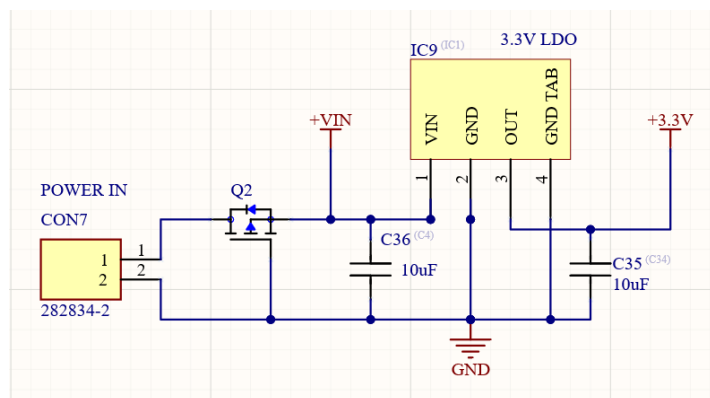 IC9 (IC1)
3.3V LDO
+VIN
VIN
GND
OUT
GND TAB
+3.3V
1
2
3
4
POWER IN
CON7
Q2
1
2
1
2
C36 (C4)
10uF
C35 (C34)
10uF
282834-2
GND